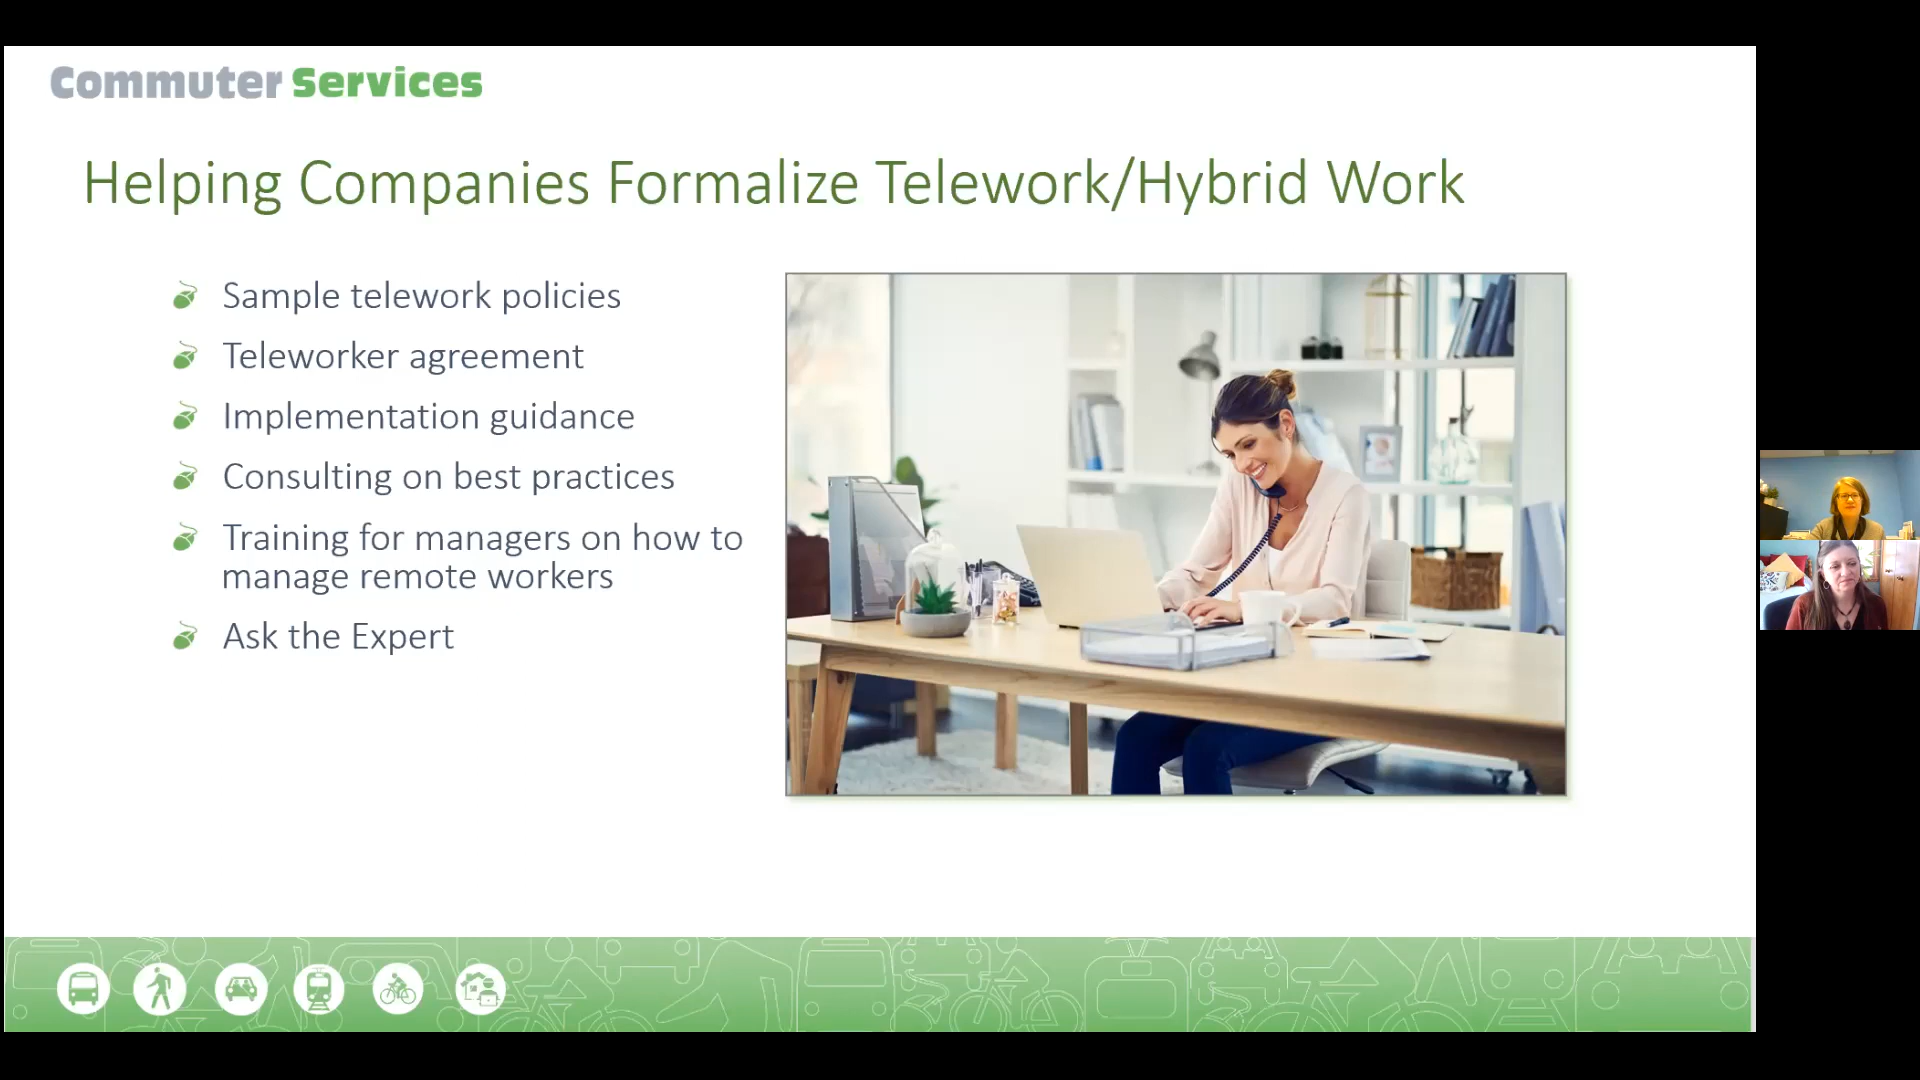 Commuter Services
Helping Companies Formalize Telework/Hybrid Work
Sample telework policies
Teleworker agreement
Implementation guidance
Consulting on best practices
Training for managers on how to
manage remote workers
Ask the Expert